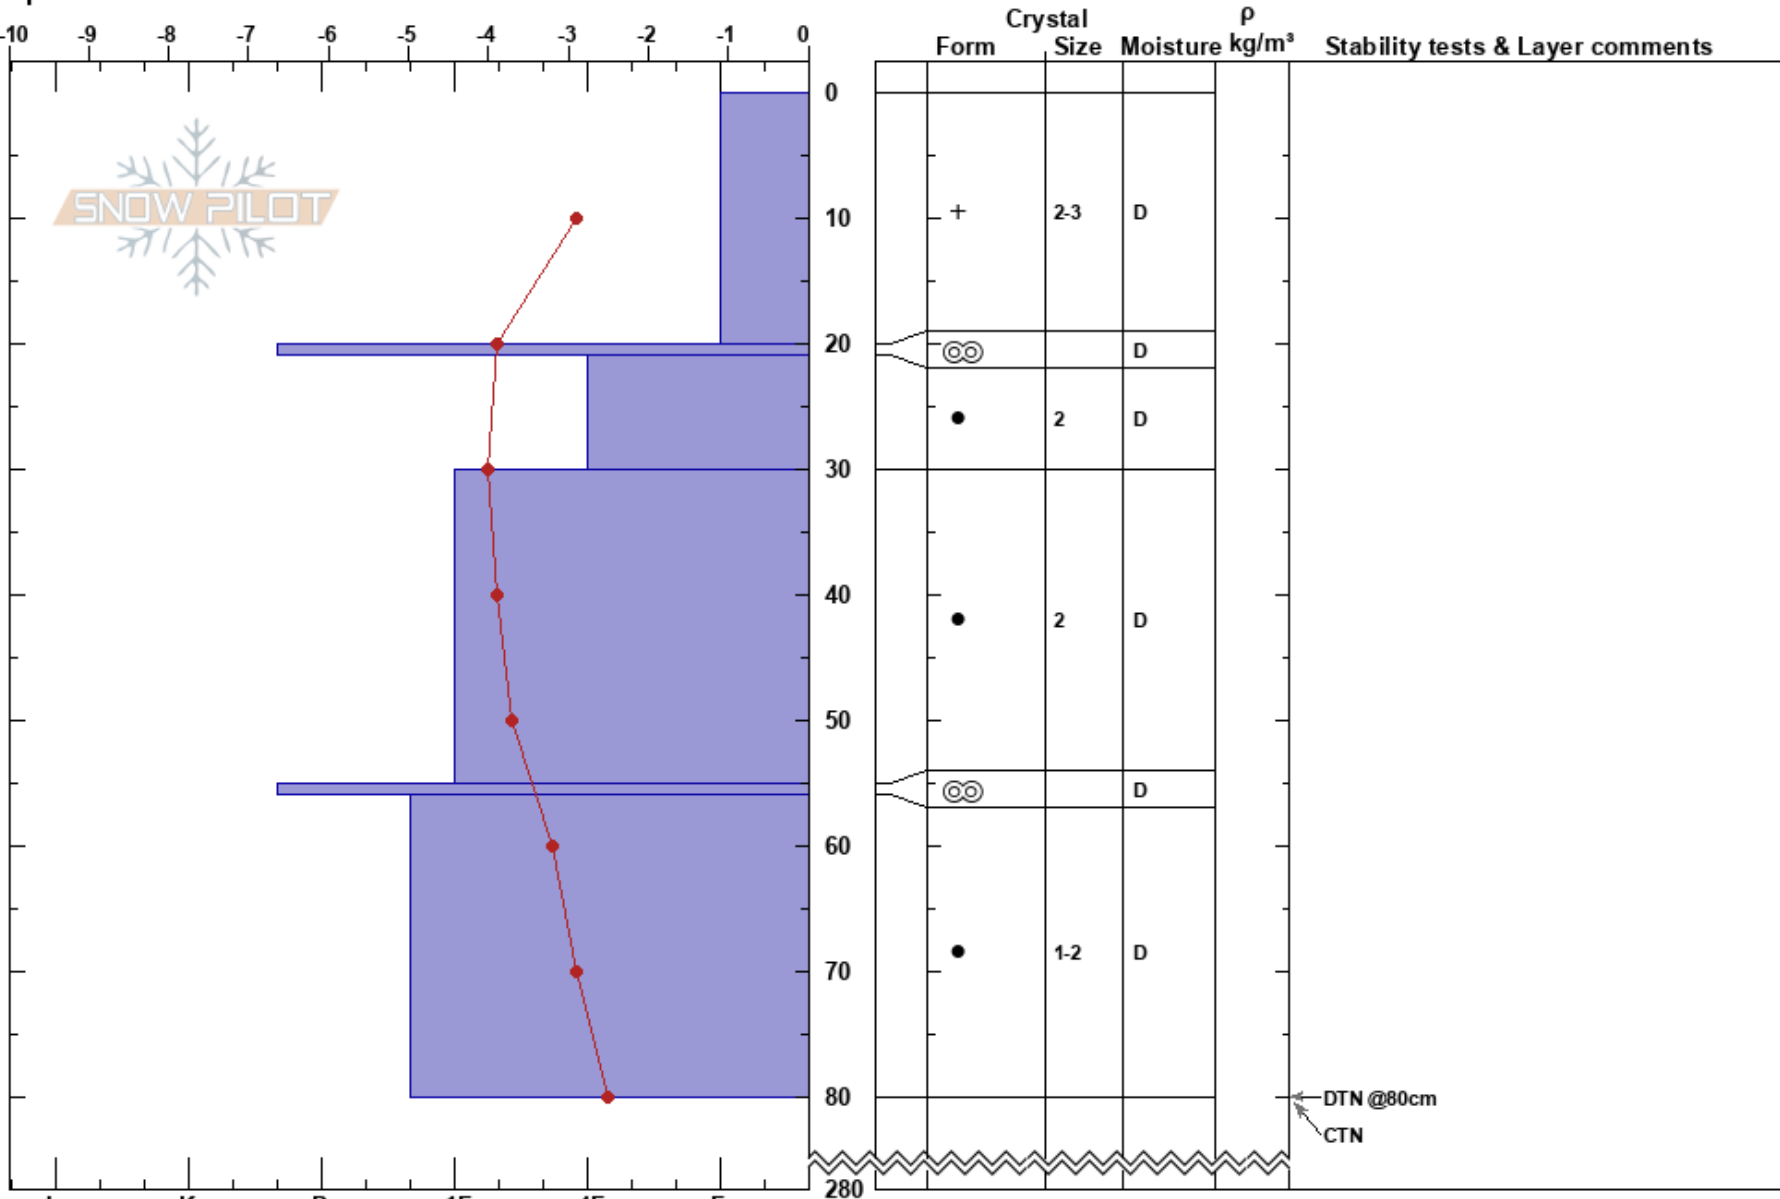 -10 -9 -8 -7 -6 -5 -4 -3 -2 -1 0
Crystal ρ
Form Size Moisture kg/m³ Stability tests & Layer comments
0
SNOW PILOT
10
+ 2-3 D
20
D
2 D
30
40
2 D
50
D
60
70
1-2 D
80
DTN @80cm
CTN
280